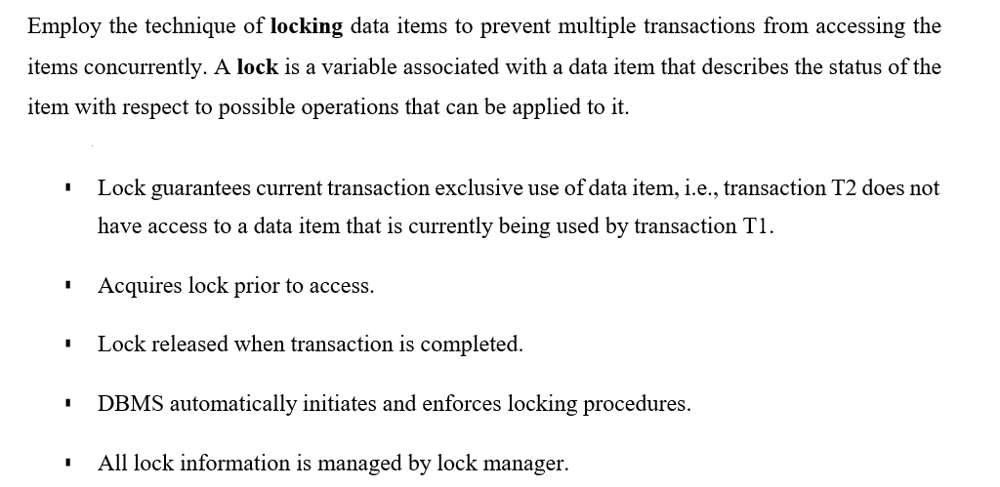 Employ the technique of locking data items to prevent multiple transactions from accessing the
items concurrently. A lock is a variable associated with a data item that describes the status of the
item with respect to possible operations that can be applied to it.
Lock guarantees current transaction exclusive use of data item, i.e., transaction T2 does not
have access to a data item that is currently being used by transaction T1.
Acquires lock prior to access.
Lock released when transaction is completed.
DBMS automatically initiates and enforces locking procedures.
All lock information is managed by lock manager.